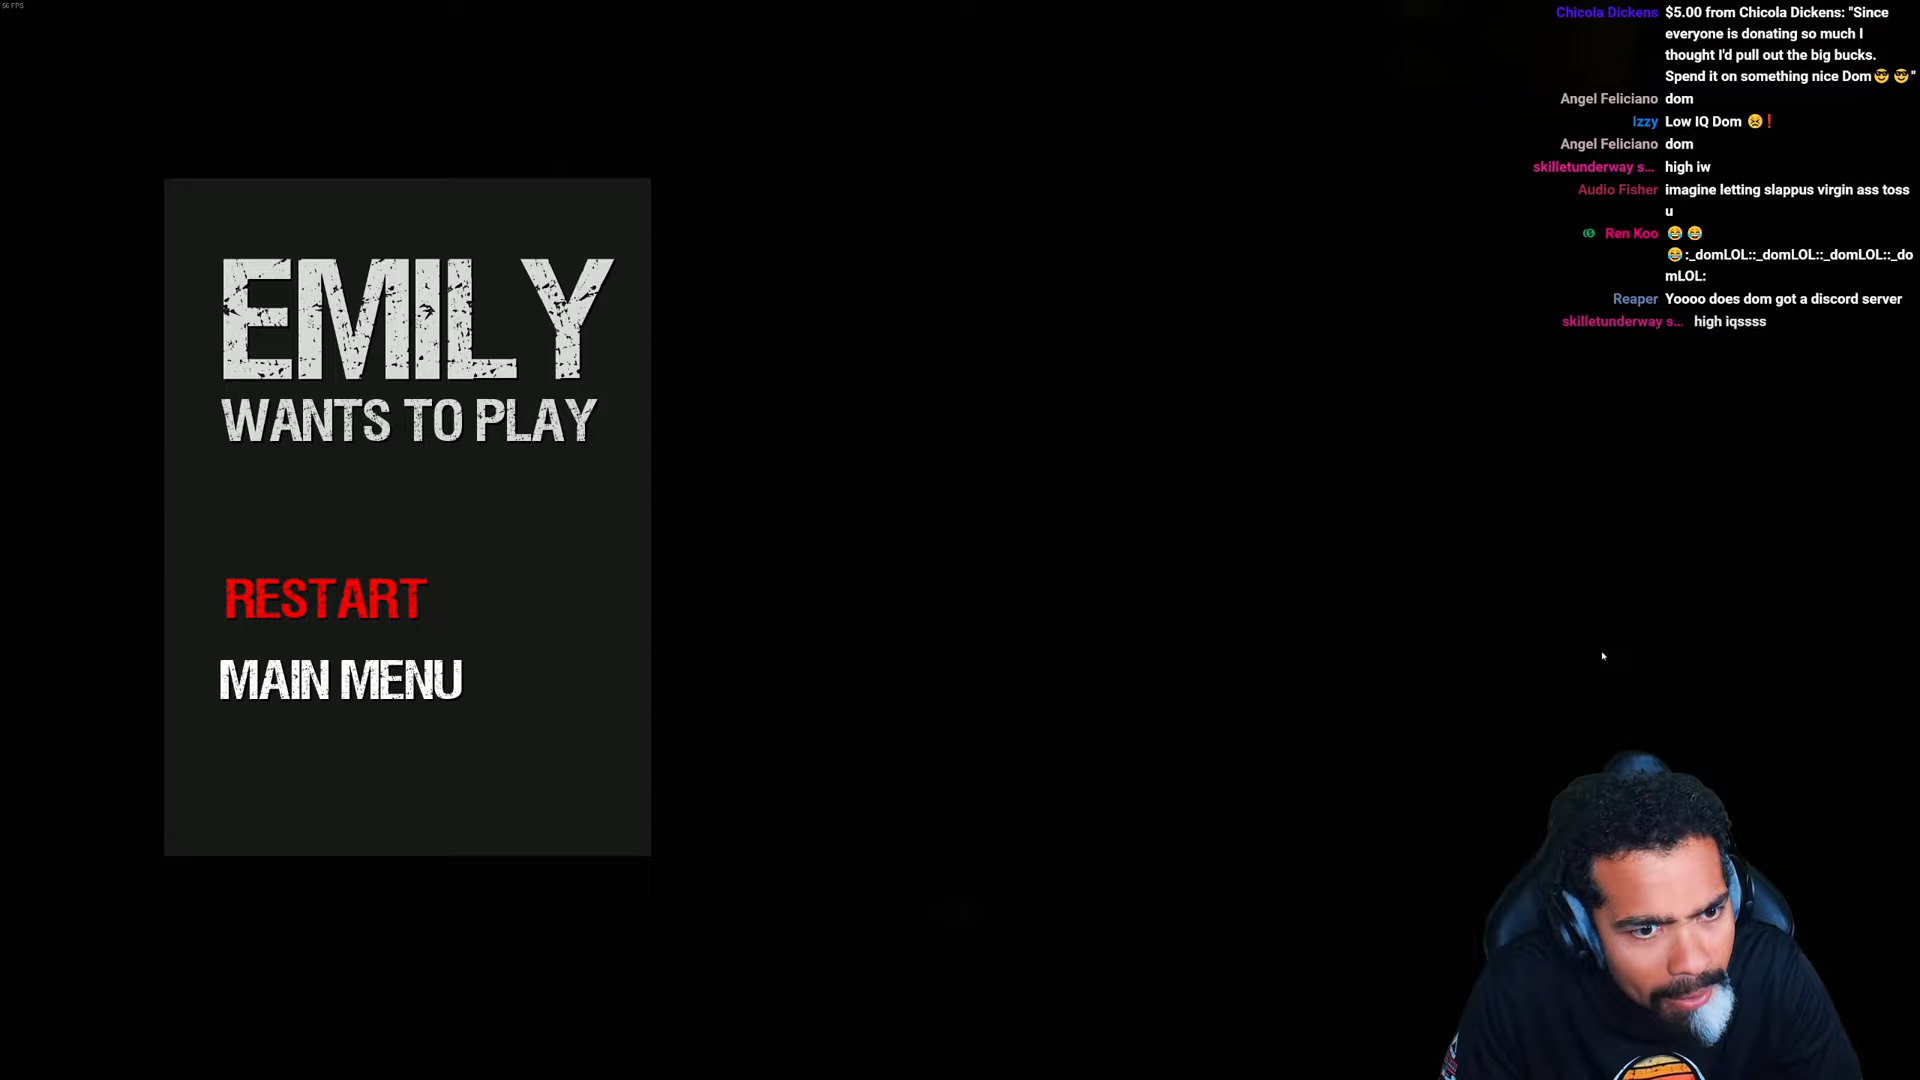 56 FPS
Chicola Dickens $5.00 from Chicola Dickens: "Since
everyone is donating so much I
thought I'd pull out the big bucks.
Spend it on something nice Dom😎 😎"
Angel Feliciano dom
Izzy Low IQ Dom 😣❗
Angel Feliciano dom
skilletunderway s... high iw
Audio Fisher imagine letting slappus virgin ass toss
u
Ren Koo 😂 😂
😂:_domLOL::_domLOL::_domLOL::_do
mLOL:
Reaper Yoooo does dom got a discord server
skilletunderway s... high iqssss
EMILY
WANTS TO PLAY
RESTART
MAIN MENU